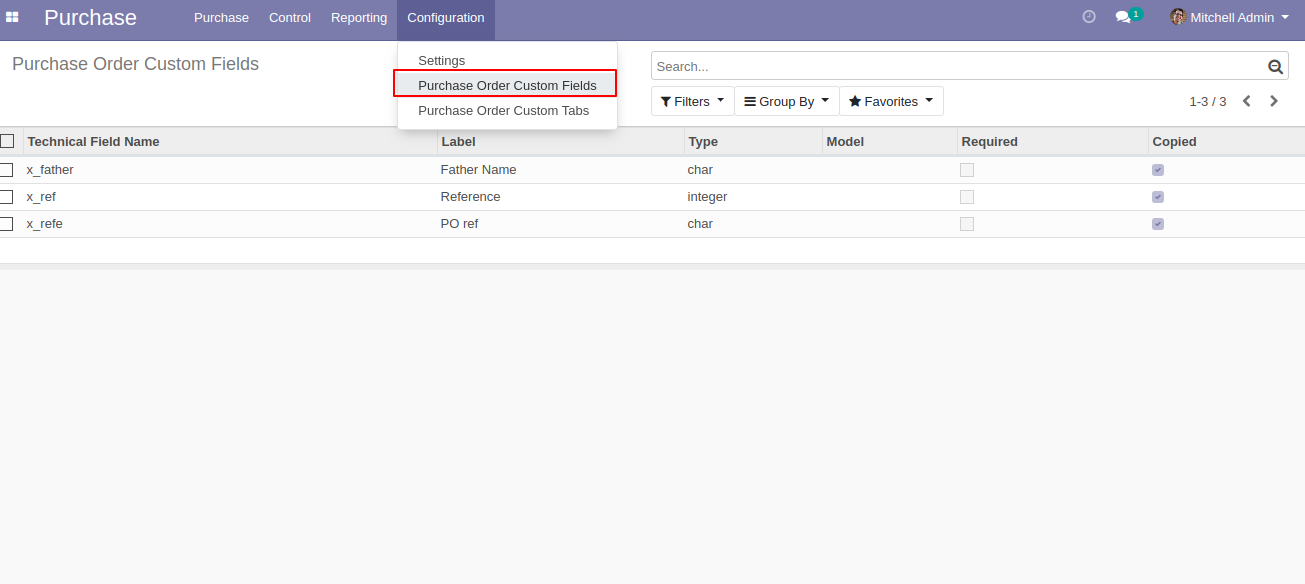 Purchase Purchase Control Reporting Configuration 1 Mitchell Admin
Purchase Order Custom Fields
Settings
Purchase Order Custom Fields
Purchase Order Custom Tabs
Search...
Filters Group By Favorites 1-3 / 3
Technical Field Name Label Type Model Required Copied
x_father Father Name char
x_ref Reference integer
x_refe PO ref char